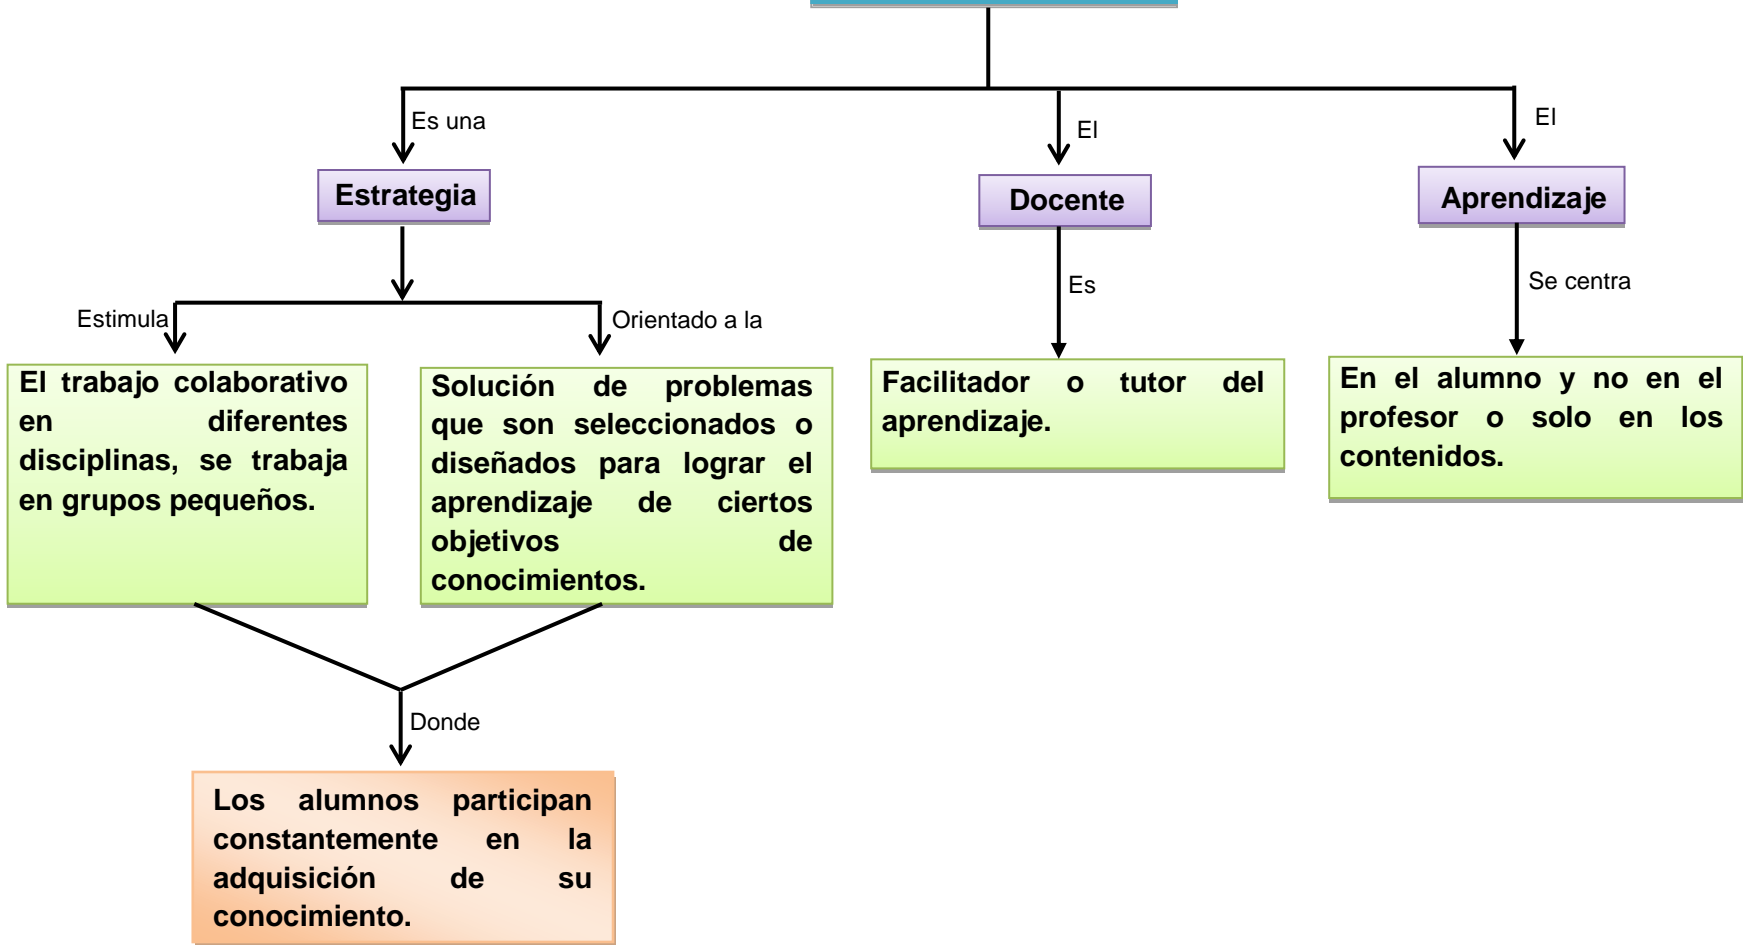 Es una
El
El
Estrategia
Docente
Aprendizaje
Es
Se centra
Estimula
Orientado a la
El trabajo colaborativo
en diferentes
disciplinas, se trabaja
en grupos pequeños.
Solución de problemas
que son seleccionados o
diseñados para lograr el
aprendizaje de ciertos
objetivos de
conocimientos.
Facilitador o tutor del
aprendizaje.
En el alumno y no en el
profesor o solo en los
contenidos.
Donde
Los alumnos participan
constantemente en la
adquisición de su
conocimiento.